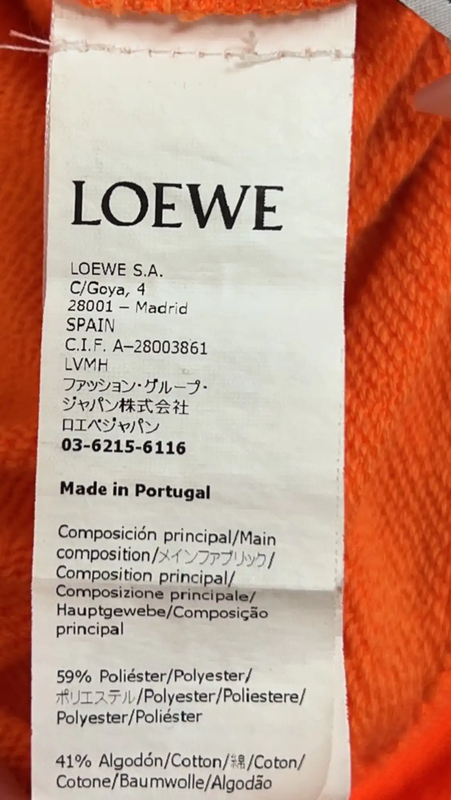 LOEWE
LOEWE S.A.
C/Goya, 4
28001 – Madrid
SPAIN
C.I.F. A–28003861
LVMH
ファッション・グループ・
ジャパン株式会社
ロエベジャパン
03-6215-6116
Made in Portugal
Composición principal/Main
composition/メインファブリック/
Composition principal/
Composizione principale/
Hauptgewebe/Composição
principal
59% Poliéster/Polyester/
ポリエステル/Polyester/Poliestere/
Polyester/Poliéster
41% Algodón/Cotton/綿/Coton/
Cotone/Baumwolle/Algodão